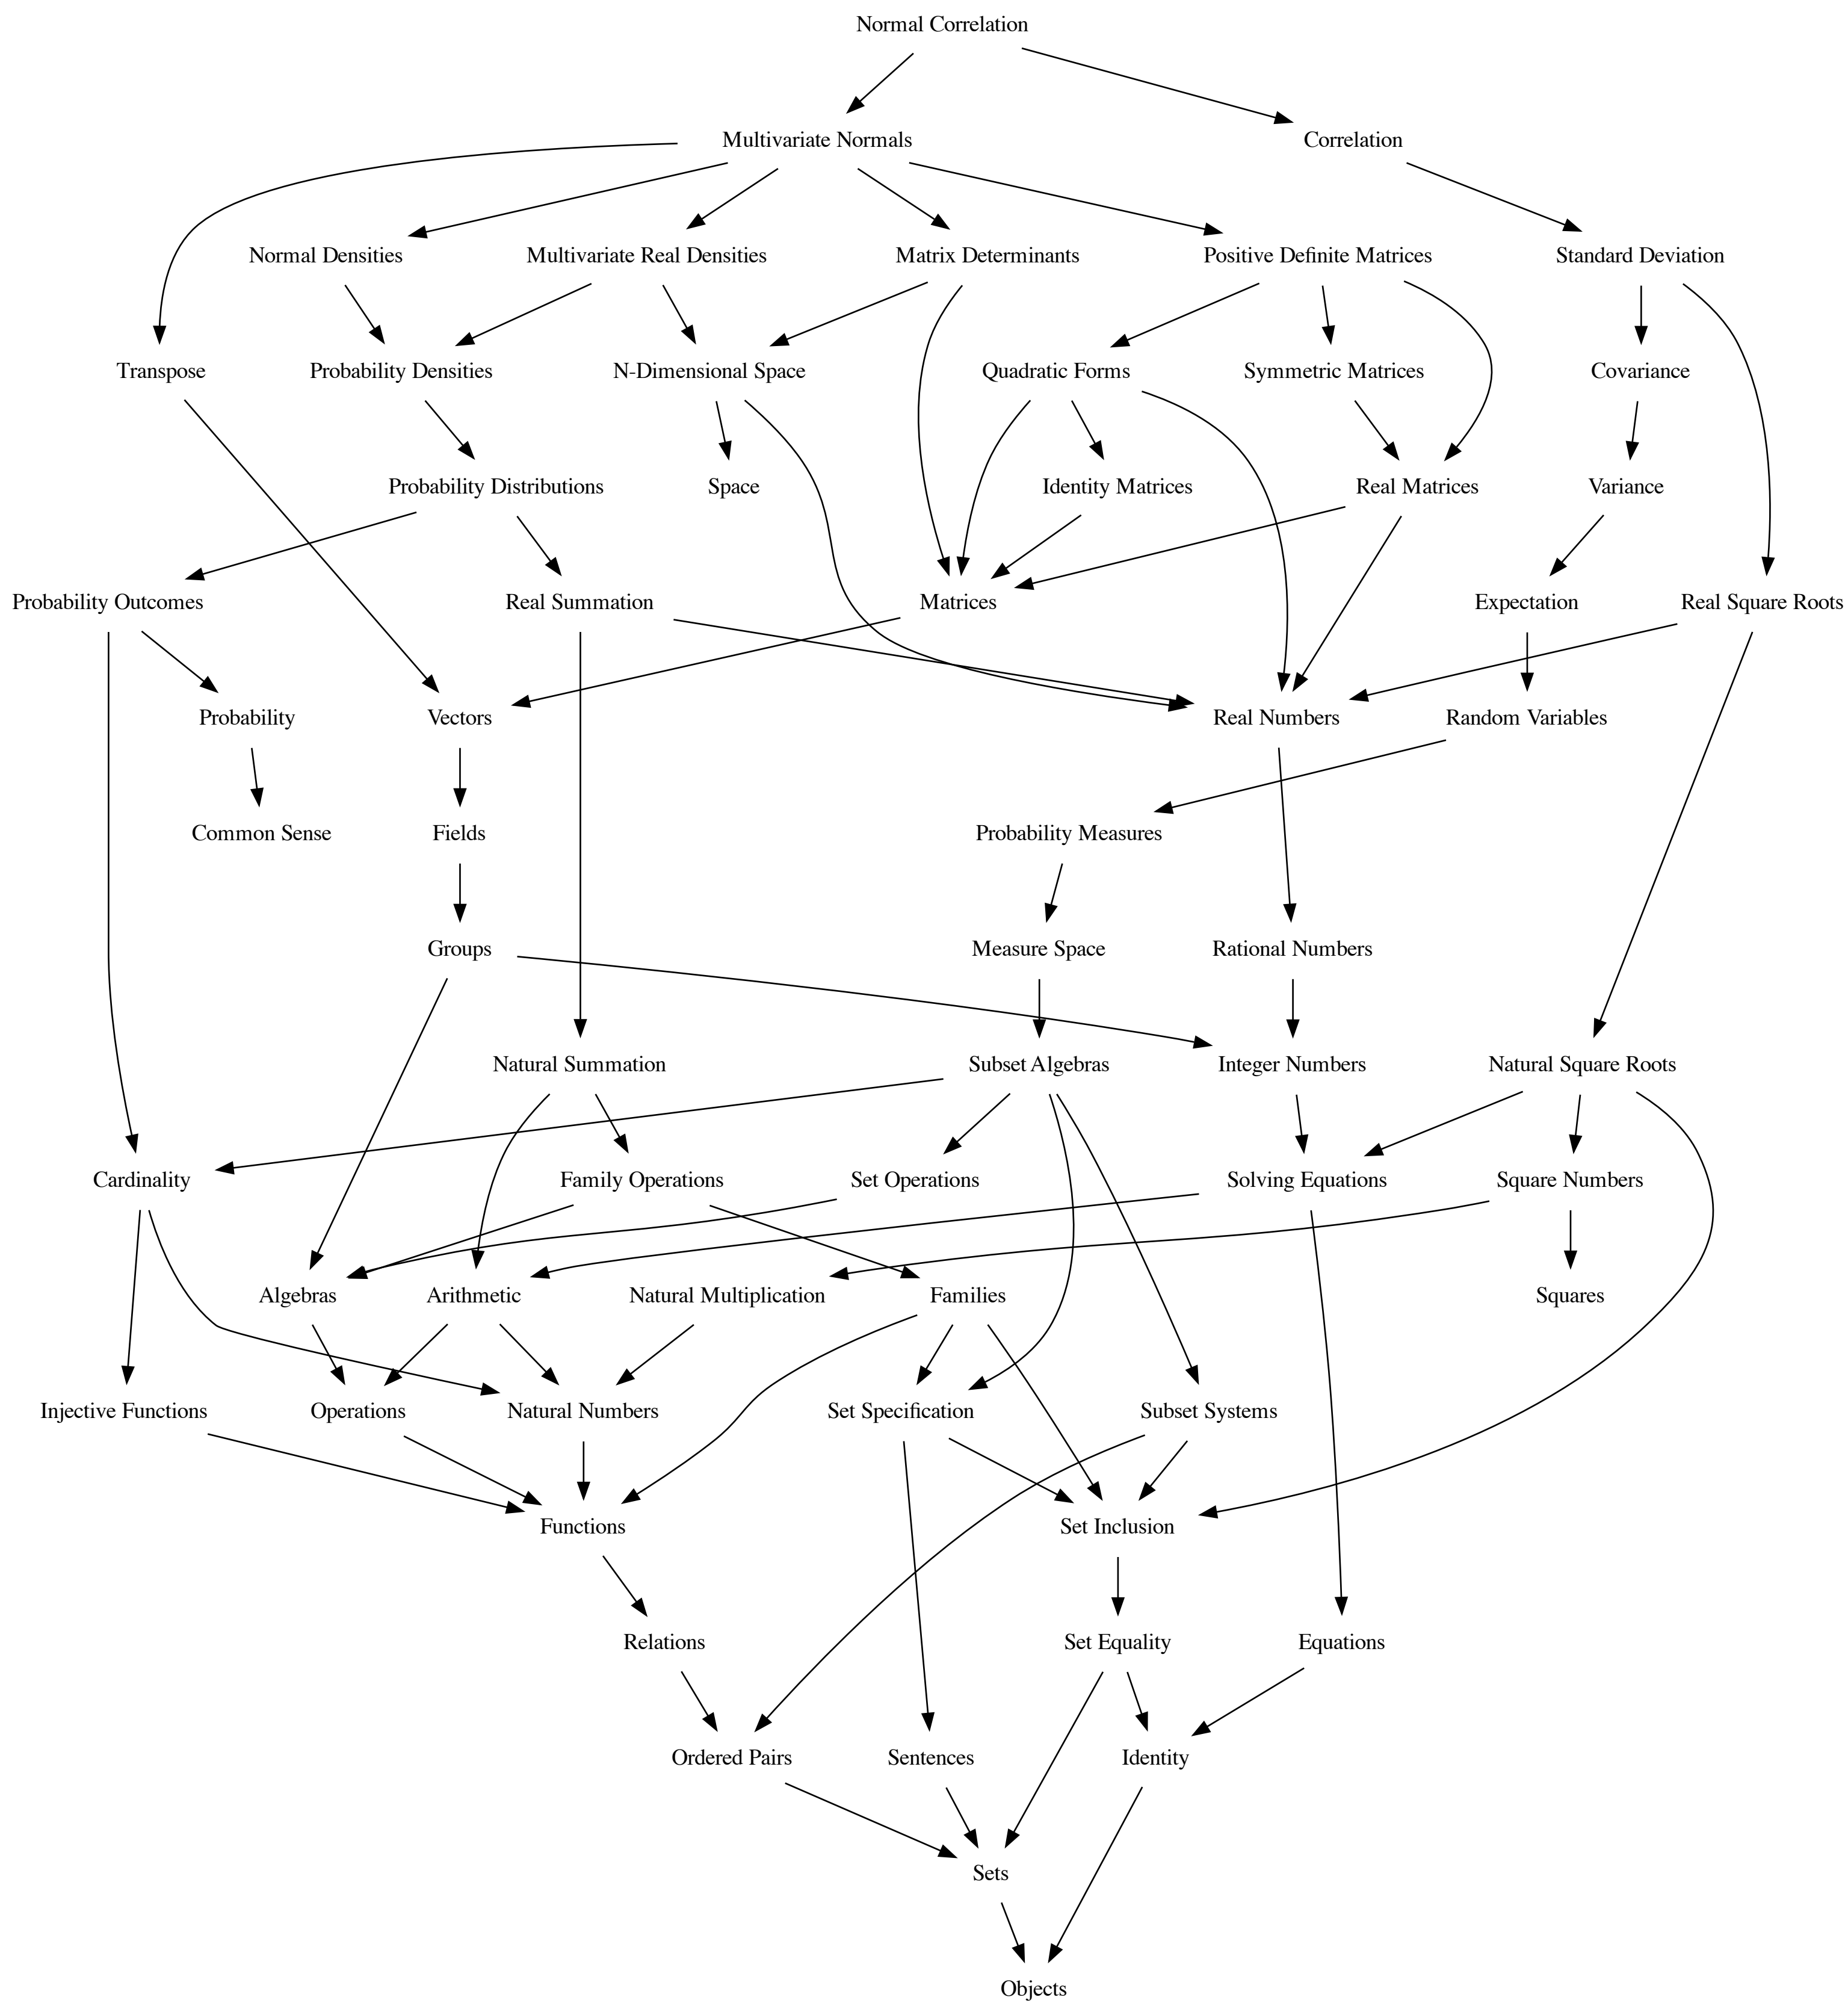 Normal Correlation
Multivariate Normals
Correlation
Normal Densities
Multivariate Real Densities
Matrix Determinants
Positive Definite Matrices
Standard Deviation
Transpose
Probability Densities
N-Dimensional Space
Quadratic Forms
Symmetric Matrices
Covariance
Probability Distributions
Space
Identity Matrices
Real Matrices
Variance
Probability Outcomes
Real Summation
Matrices
Expectation
Real Square Roots
Probability
Vectors
Real Numbers
Random Variables
Common Sense
Fields
Probability Measures
Groups
Measure Space
Rational Numbers
Natural Summation
Subset Algebras
Integer Numbers
Natural Square Roots
Cardinality
Family Operations
Set Operations
Solving Equations
Square Numbers
Algebras
Arithmetic
Natural Multiplication
Families
Squares
Injective Functions
Operations
Natural Numbers
Set Specification
Subset Systems
Functions
Set Inclusion
Relations
Set Equality
Equations
Ordered Pairs
Sentences
Identity
Sets
Objects